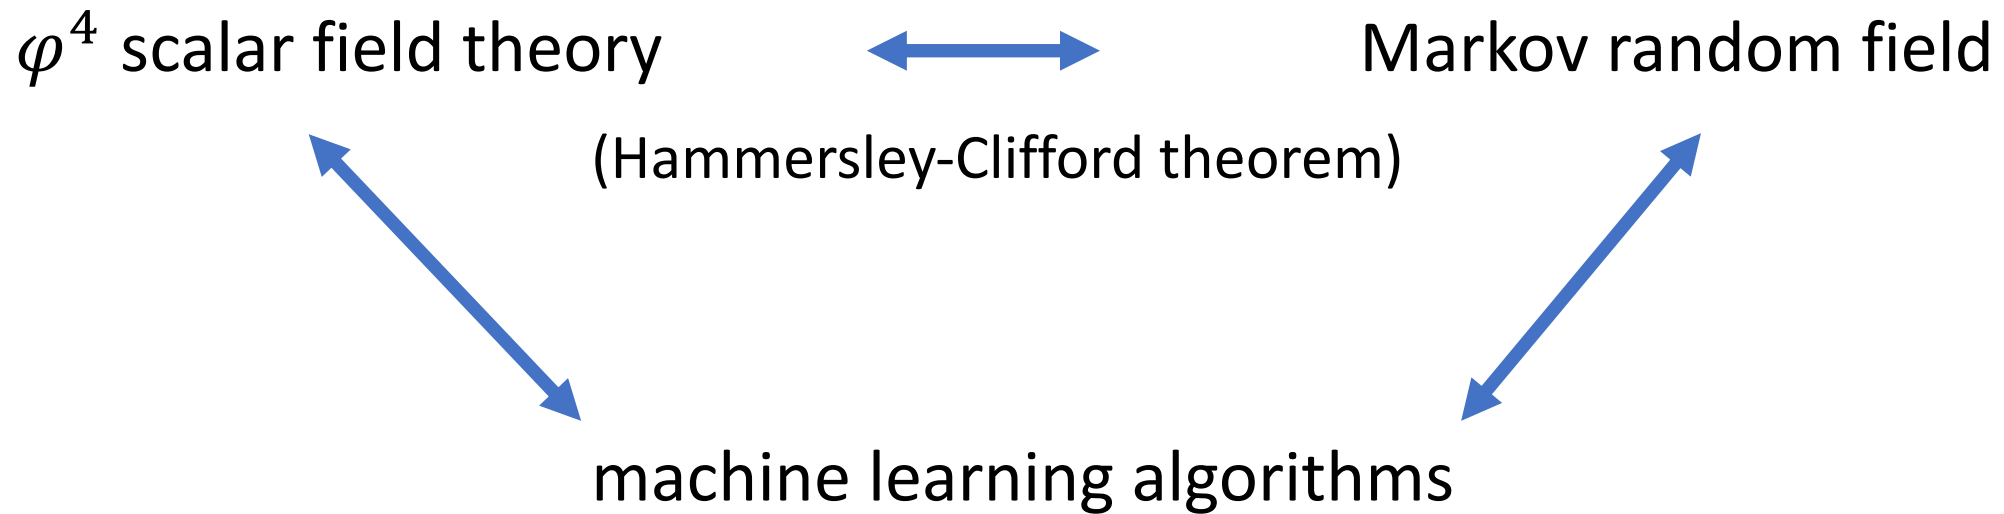 φ⁴ scalar field theory
Markov random field
(Hammersley-Clifford theorem)
machine learning algorithms